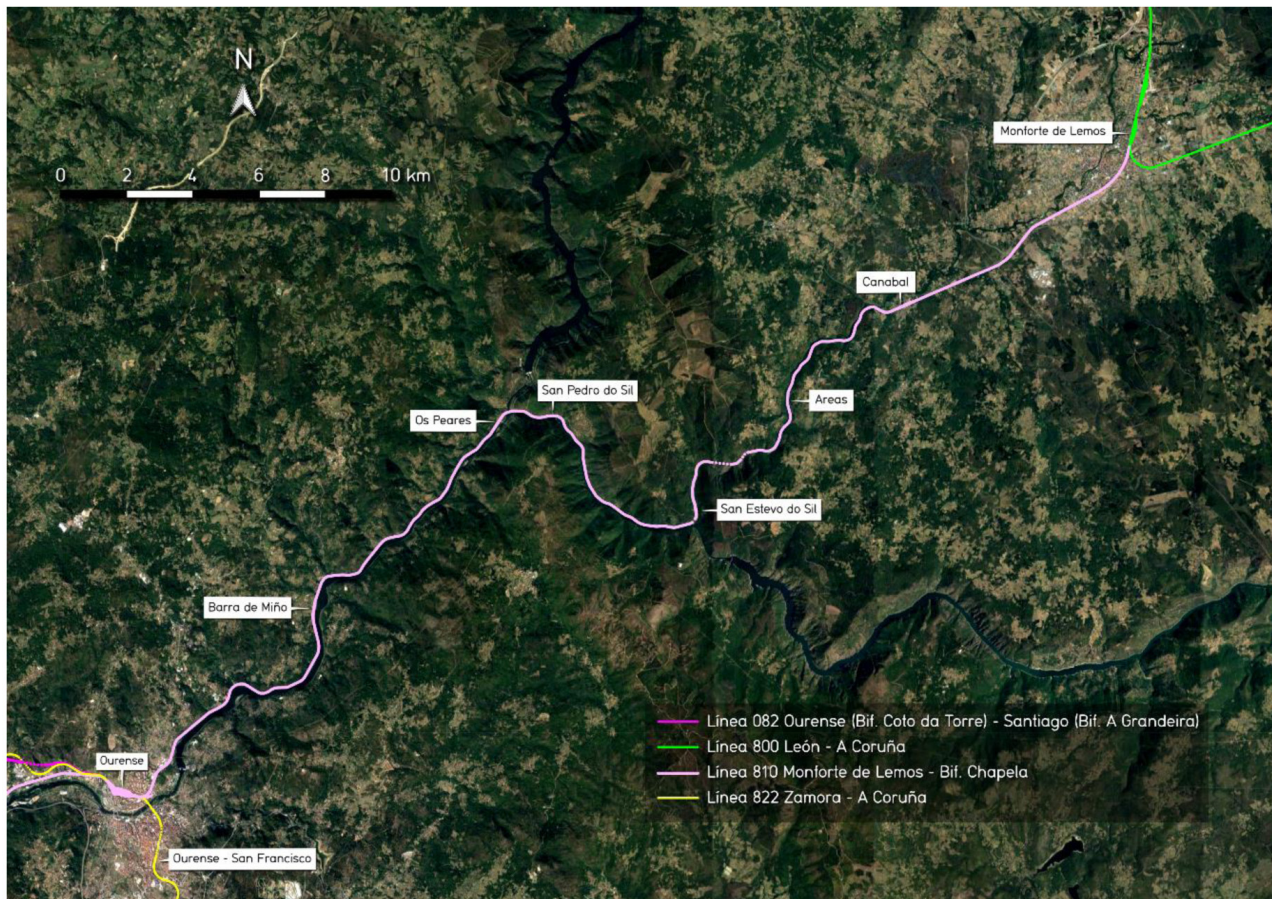 N
0 2 4 6 8 10 km
Monforte de Lemos
Canabal
San Pedro do Sil
Areas
Os Peares
San Estevo do Sil
Barra de Miño
Línea 082 Ourense (Bif. Coto da Torre) - Santiago (Bif. A Grandeira)
Línea 800 León - A Coruña
Línea 810 Monforte de Lemos - Bif. Chapela
Línea 822 Zamora - A Coruña
Ourense
Ourense - San Francisco